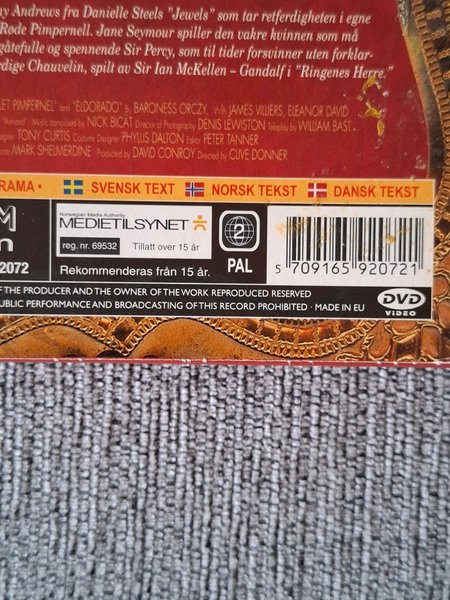 ny Andrews fra Danielle Steels "Jewels" som tar retferdigheten i egne
Røde Pimpernell. Jane Seymour spiller den vakre kvinnen som må
gåtefulle og spennende Sir Percy, som til tider forsvinner uten forklar-
rdige Chauvelin, spilt av Sir Ian McKellen – Gandalf i "Ringenes Herre."
LET PIMPERNEL" and "ELDORADO" By BARONESS ORCZY. With JAMES VILLIERS, ELEANOR DAVID
"Armand". Music composed by NICK BICAT Director of Photography DENIS LEWISTON Teleplay by WILLIAM BAST
signer TONY CURTIS Costume Designer PHYLLIS DALTON Editor PETER TANNER
ucer MARK SHELMERDINE Produced by DAVID CONROY Directed by CLIVE DONNER
RAMA • SVENSK TEXT NORSK TEKST DANSK TEKST
M
n
2072
Norwegian Media Authority
MEDIETILSYNET
reg. nr. 69532 Tillatt over 15 år
Rekommenderas från 15 år.
2
PAL
5 709165 920721
OF THE PRODUCER AND THE OWNER OF THE WORK REPRODUCED RESERVED
PUBLIC PERFORMANCE AND BROADCASTING OF THIS RECORD PROHIBITED · MADE IN EU
DVD
VIDEO